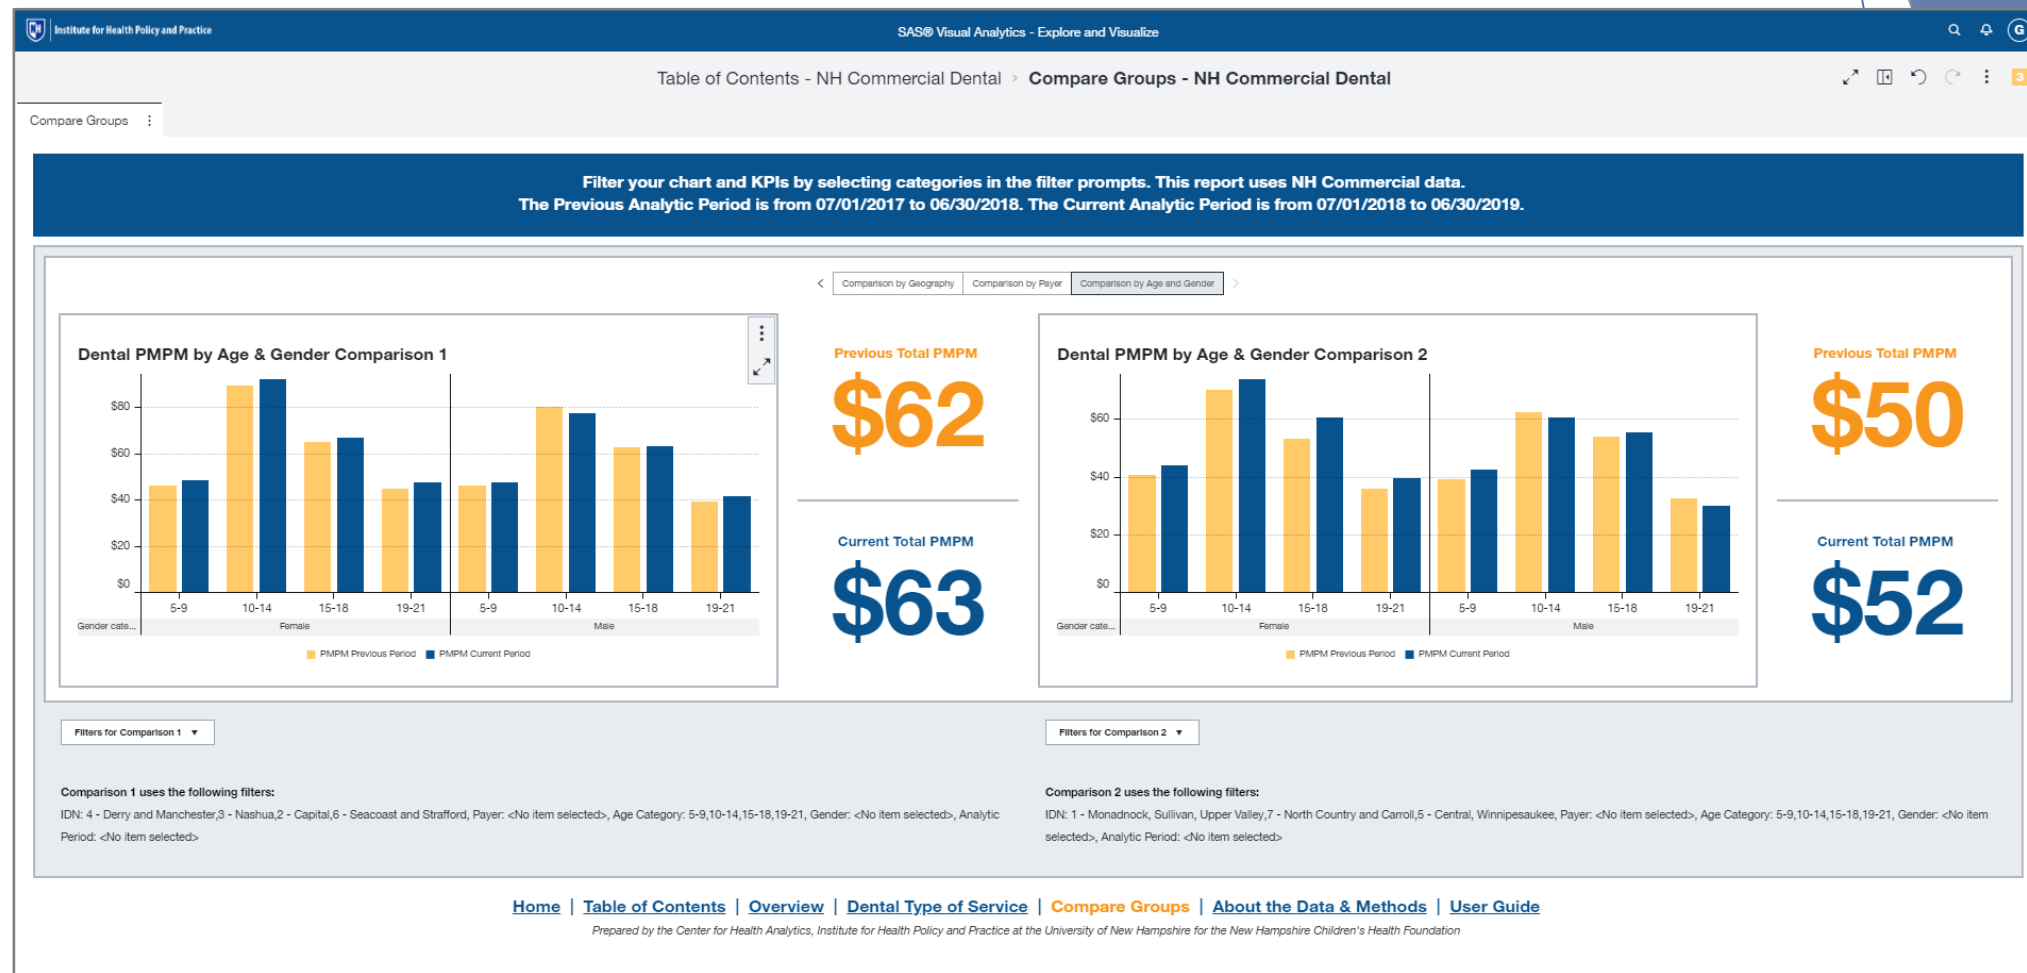 Institute for Health Policy and Practice
SAS® Visual Analytics - Explore and Visualize
G
Table of Contents - NH Commercial Dental > Compare Groups - NH Commercial Dental
3
Compare Groups
Filter your chart and KPIs by selecting categories in the filter prompts. This report uses NH Commercial data.
The Previous Analytic Period is from 07/01/2017 to 06/30/2018. The Current Analytic Period is from 07/01/2018 to 06/30/2019.
Comparison by Geography
Comparison by Payer
Comparison by Age and Gender
Dental PMPM by Age & Gender Comparison 1
$80
$60
$40
$20
$0
5-9 10-14 15-18 19-21 5-9 10-14 15-18 19-21
Gender cate... Female Male
PMPM Previous Period PMPM Current Period
Previous Total PMPM
$62
Current Total PMPM
$63
Dental PMPM by Age & Gender Comparison 2
$60
$40
$20
$0
5-9 10-14 15-18 19-21 5-9 10-14 15-18 19-21
Gender cate... Female Male
PMPM Previous Period PMPM Current Period
Previous Total PMPM
$50
Current Total PMPM
$52
Filters for Comparison 1
Comparison 1 uses the following filters:
IDN: 4 - Derry and Manchester,3 - Nashua,2 - Capital,6 - Seacoast and Strafford, Payer: <No item selected>, Age Category: 5-9,10-14,15-18,19-21, Gender: <No item selected>, Analytic
Period: <No item selected>
Filters for Comparison 2
Comparison 2 uses the following filters:
IDN: 1 - Monadnock, Sullivan, Upper Valley,7 - North Country and Carroll,5 - Central, Winnipesaukee, Payer: <No item selected>, Age Category: 5-9,10-14,15-18,19-21, Gender: <No item
selected>, Analytic Period: <No item selected>
Home | Table of Contents | Overview | Dental Type of Service | Compare Groups | About the Data & Methods | User Guide
Prepared by the Center for Health Analytics, Institute for Health Policy and Practice at the University of New Hampshire for the New Hampshire Children's Health Foundation